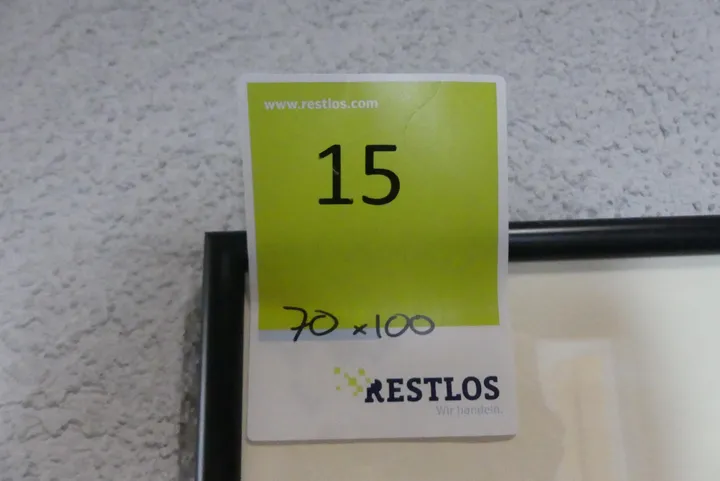 www.restlos.com
15
70 x 100
RESTLOS
Wir handeln.